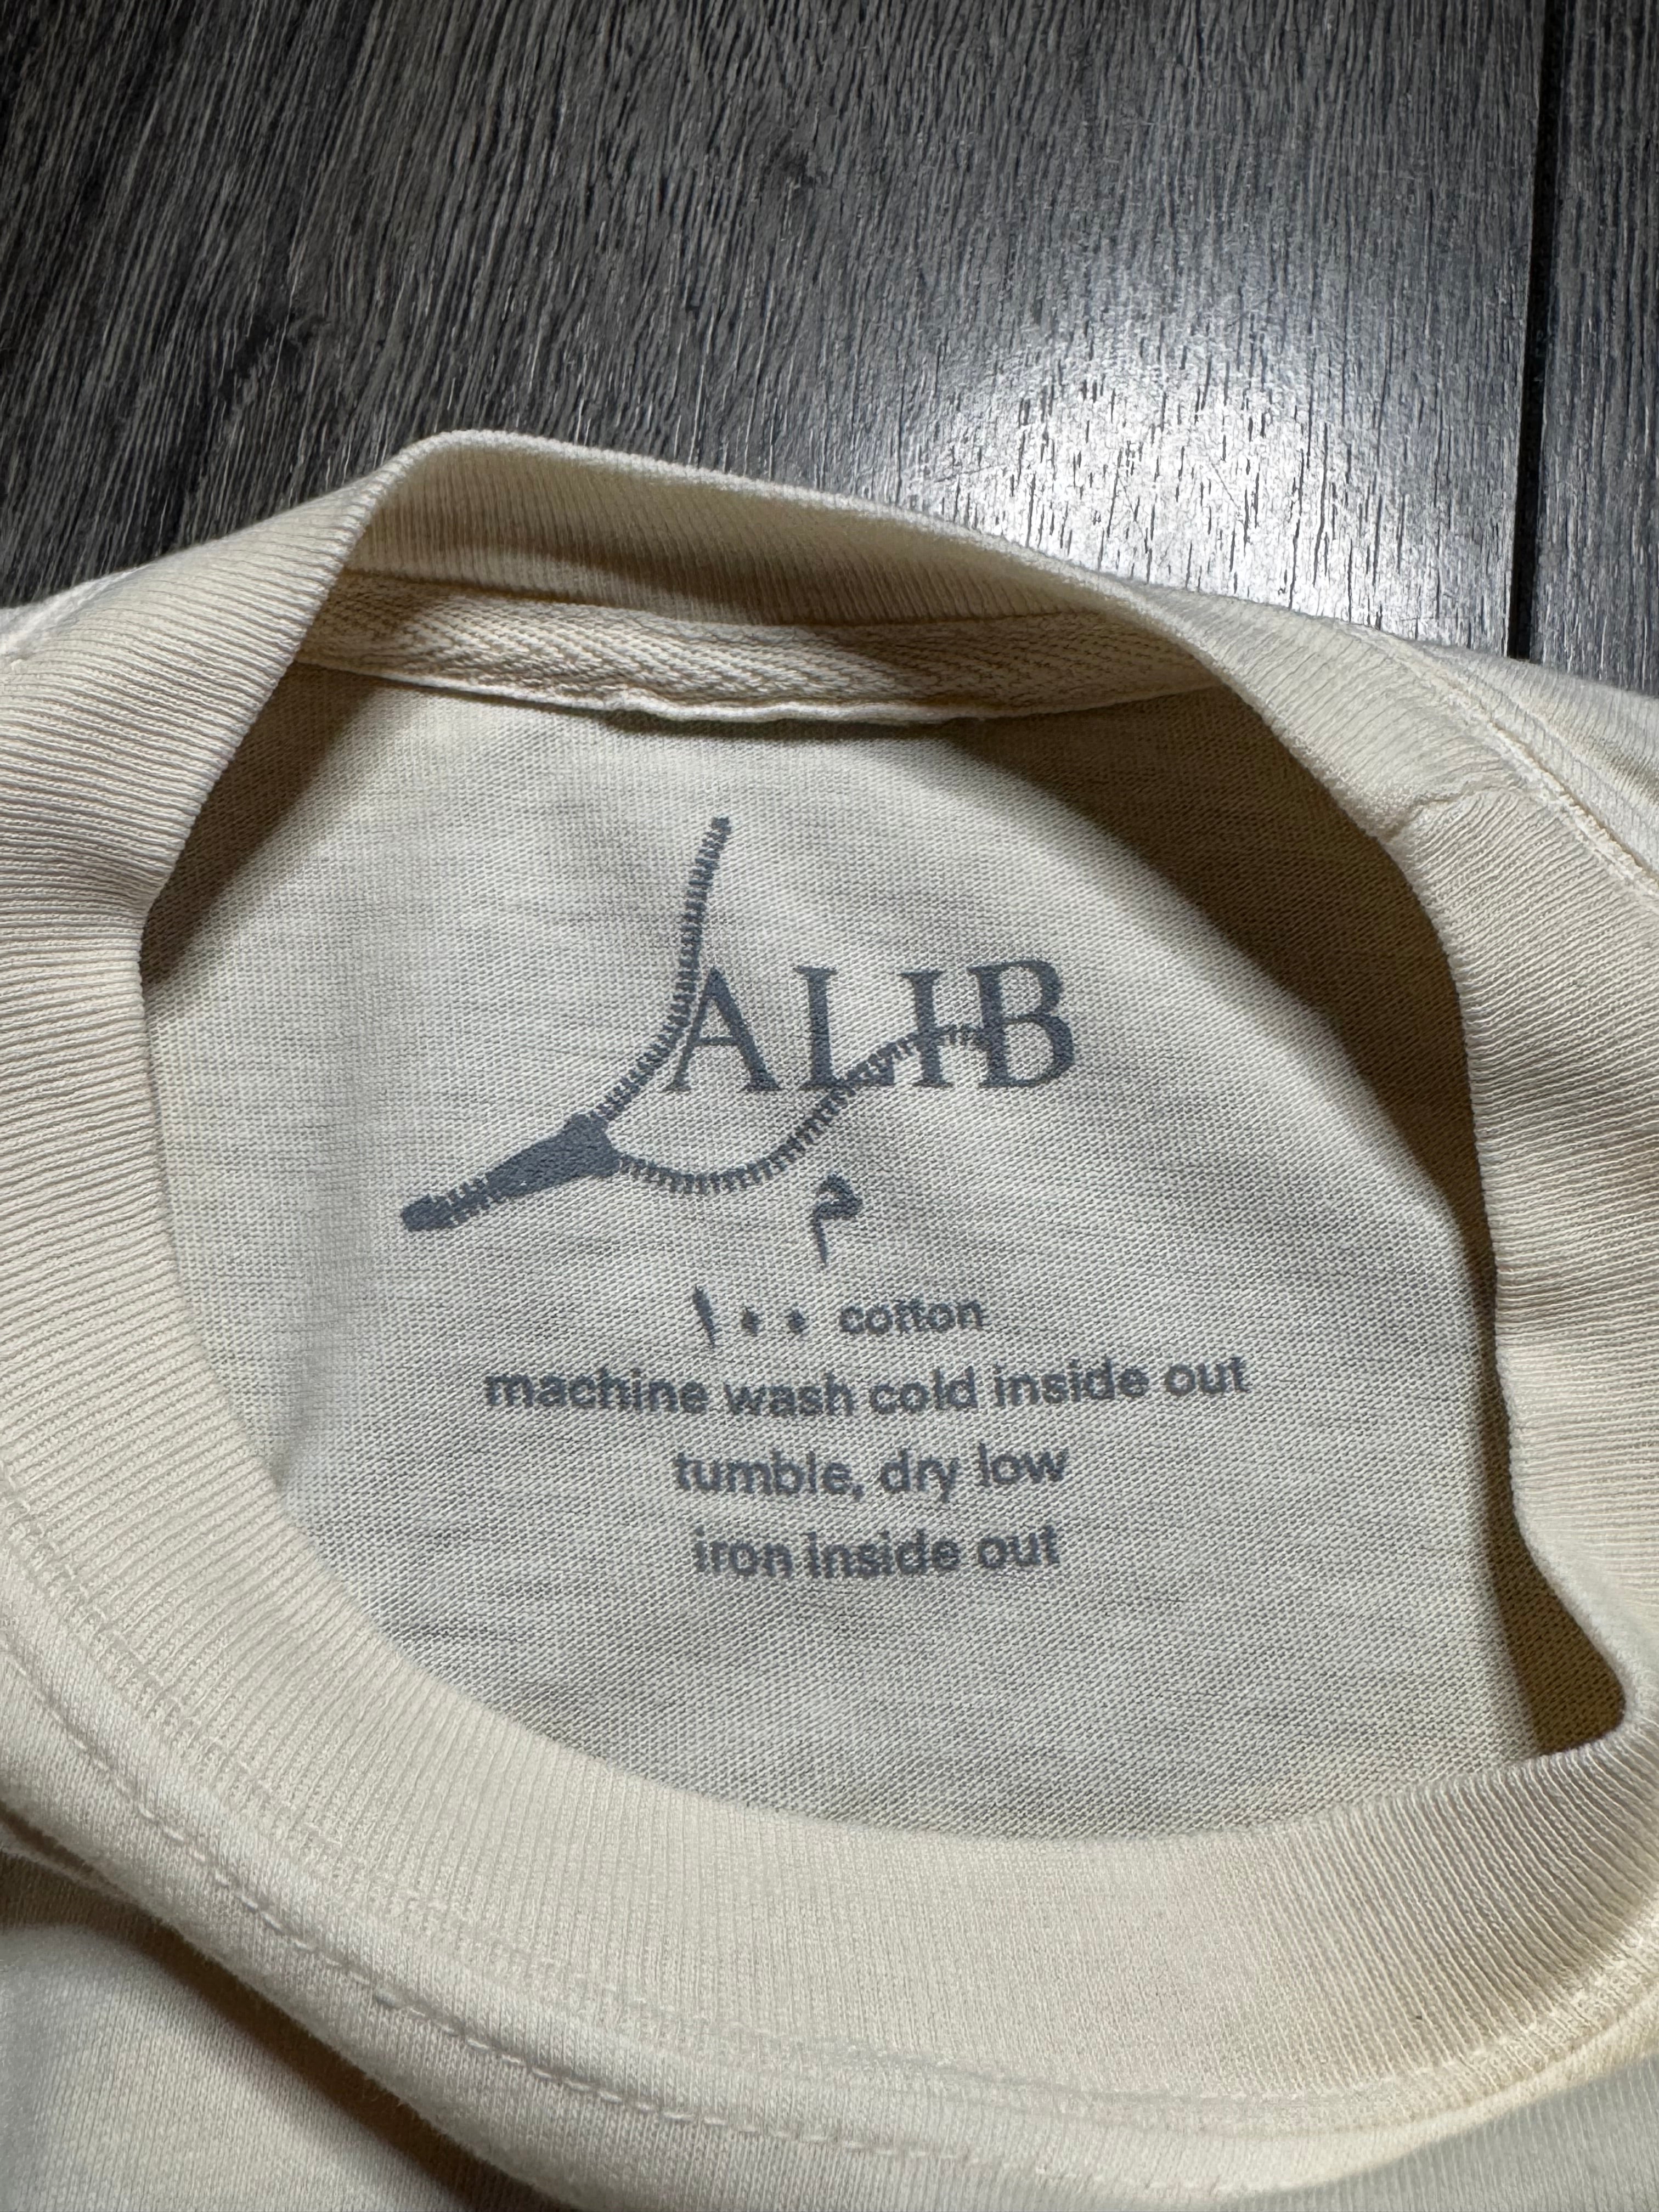 ALIB
م
١٠٠ cotton
machine wash cold inside out
tumble, dry low
iron inside out